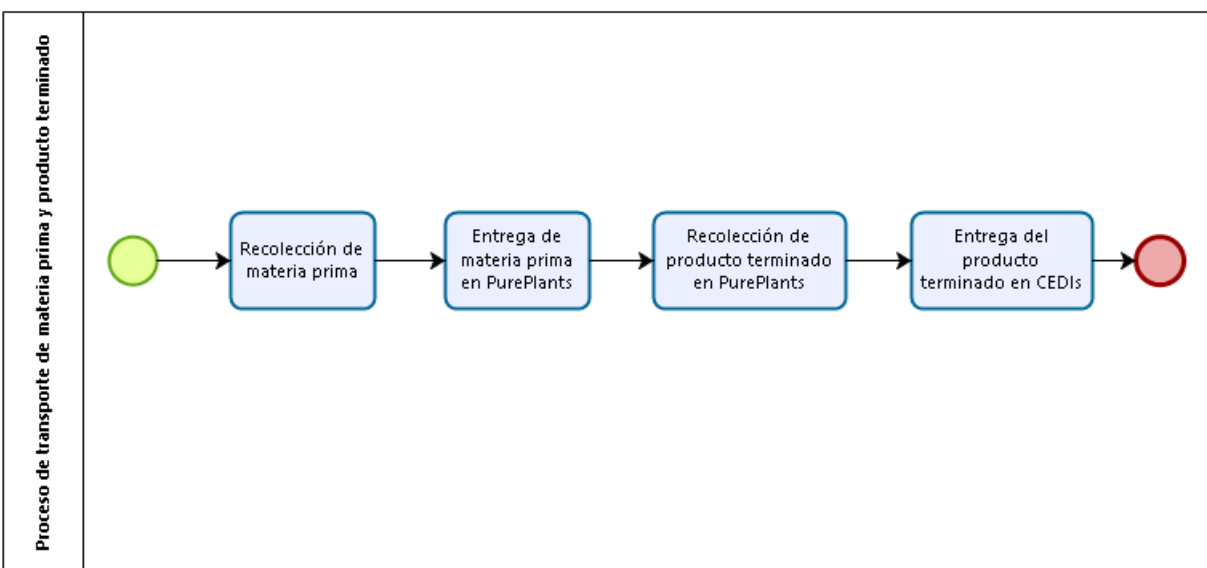 Proceso de transporte de materia prima y producto terminado
Recolección de
materia prima
Entrega de
materia prima
en PurePlants
Recolección de
producto terminado
en PurePlants
Entrega del
producto
terminado en CEDIs